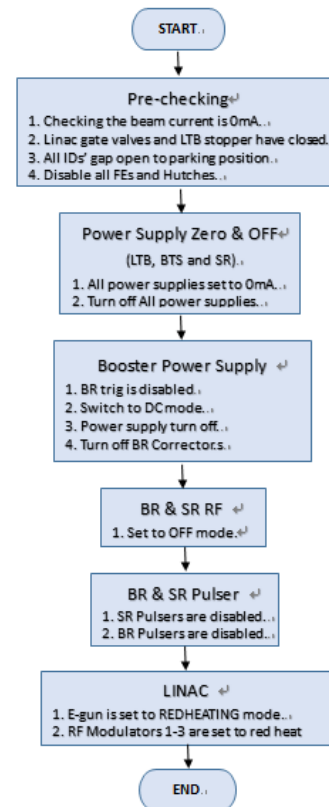 START.
Pre-checking
1. Checking the beam current is 0mA..
2. Linac gate valves and LTB stopper have closed.
3. All IDs' gap open to parking position.
4. Disable all FEs and Hutches..
Power Supply Zero & OFF
(LTB, BTS and SR).
1. All power supplies set to 0mA..
2. Turn off All power supplies..
Booster Power Supply
1. BR trig is disabled.
2. Switch to DC mode..
3. Power supply turn off..
4. Turn off BR Correctors.
BR & SR RF
1. Set to OFF mode.
BR & SR Pulser
1. SR Pulsers are disabled..
2. BR Pulsers are disabled..
LINAC
1. E-gun is set to REDHEATING mode..
2. RF Modulators 1-3 are set to red heat
END.